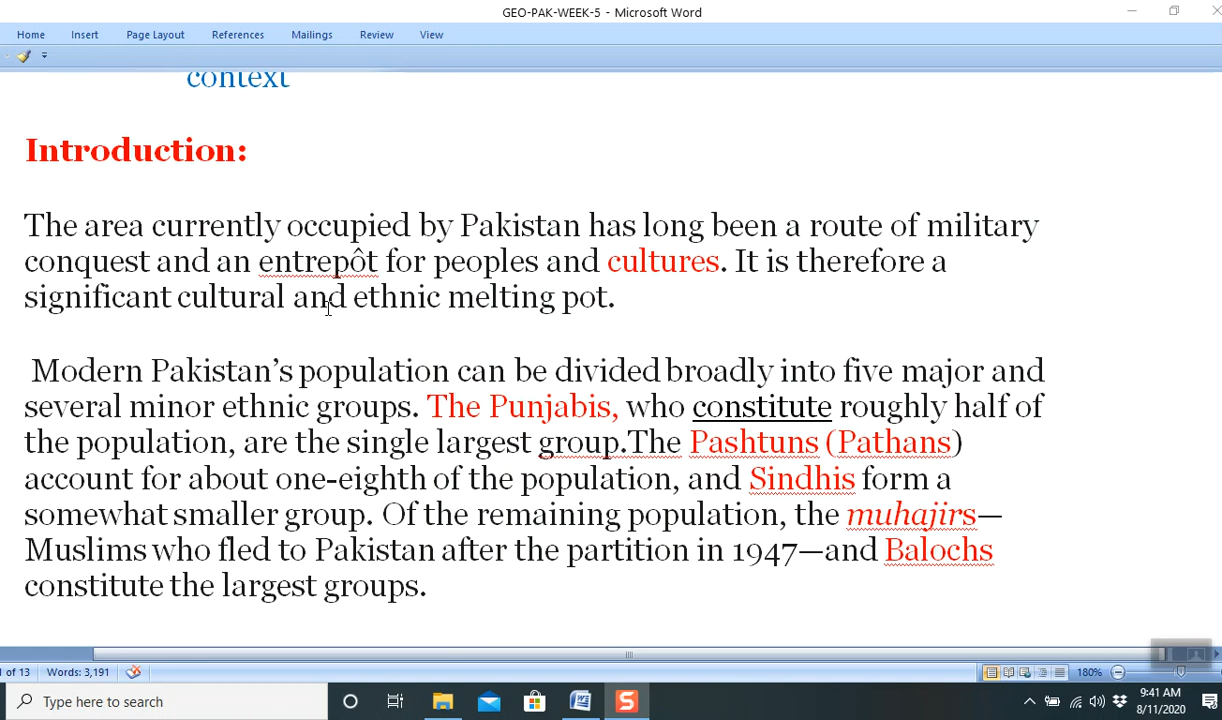 GEO-PAK-WEEK-5 - Microsoft Word
Home Insert Page Layout References Mailings Review View
context
Introduction:
The area currently occupied by Pakistan has long been a route of military
conquest and an entrepôt for peoples and cultures. It is therefore a
significant cultural and ethnic melting pot.
Modern Pakistan’s population can be divided broadly into five major and
several minor ethnic groups. The Punjabis, who constitute roughly half of
the population, are the single largest group.The Pashtuns (Pathans)
account for about one-eighth of the population, and Sindhis form a
somewhat smaller group. Of the remaining population, the muhajirs—
Muslims who fled to Pakistan after the partition in 1947—and Balochs
constitute the largest groups.
of 13 Words: 3,191 180%
Type here to search
9:41 AM
8/11/2020